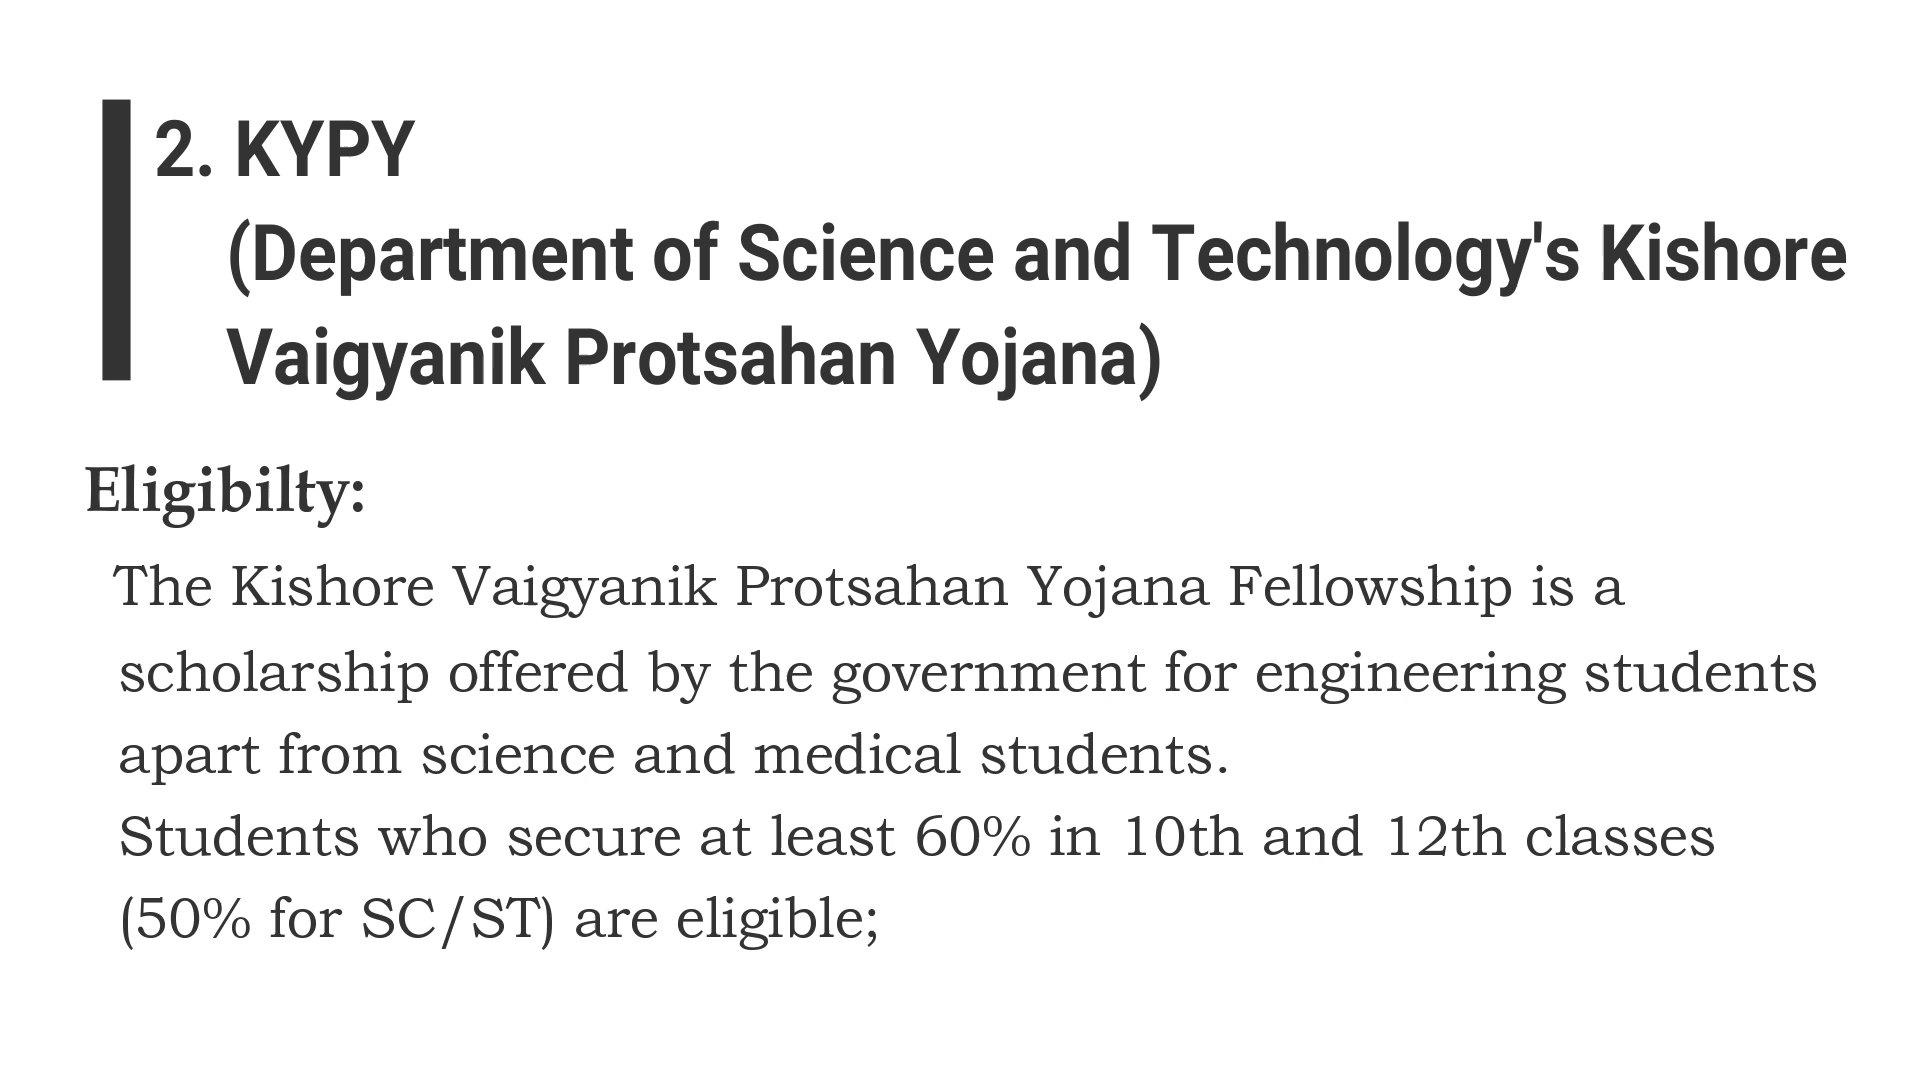 2. KYPY
(Department of Science and Technology's Kishore
Vaigyanik Protsahan Yojana)
Eligibilty:
The Kishore Vaigyanik Protsahan Yojana Fellowship is a
scholarship offered by the government for engineering students
apart from science and medical students.
Students who secure at least 60% in 10th and 12th classes
(50% for SC/ST) are eligible;